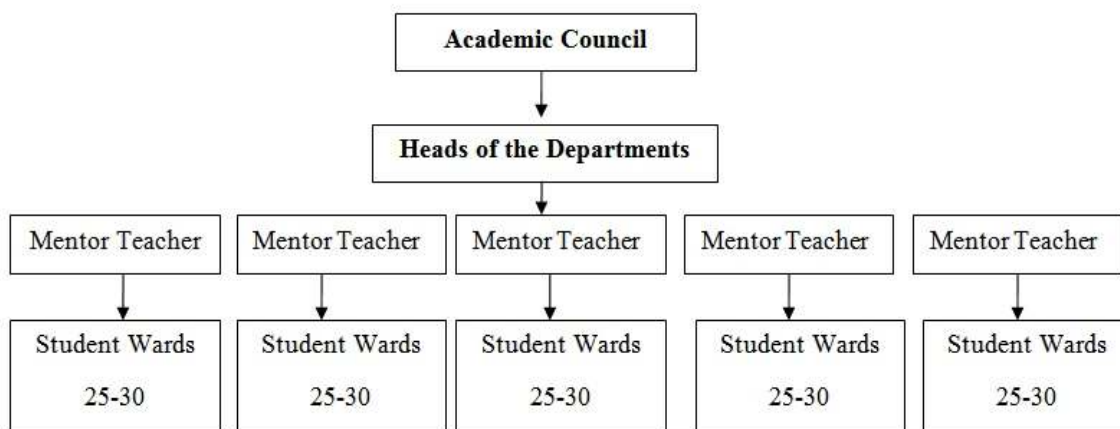 Academic Council
Heads of the Departments
Mentor Teacher
Mentor Teacher
Mentor Teacher
Mentor Teacher
Mentor Teacher
Student Wards
25-30
Student Wards
25-30
Student Wards
25-30
Student Wards
25-30
Student Wards
25-30